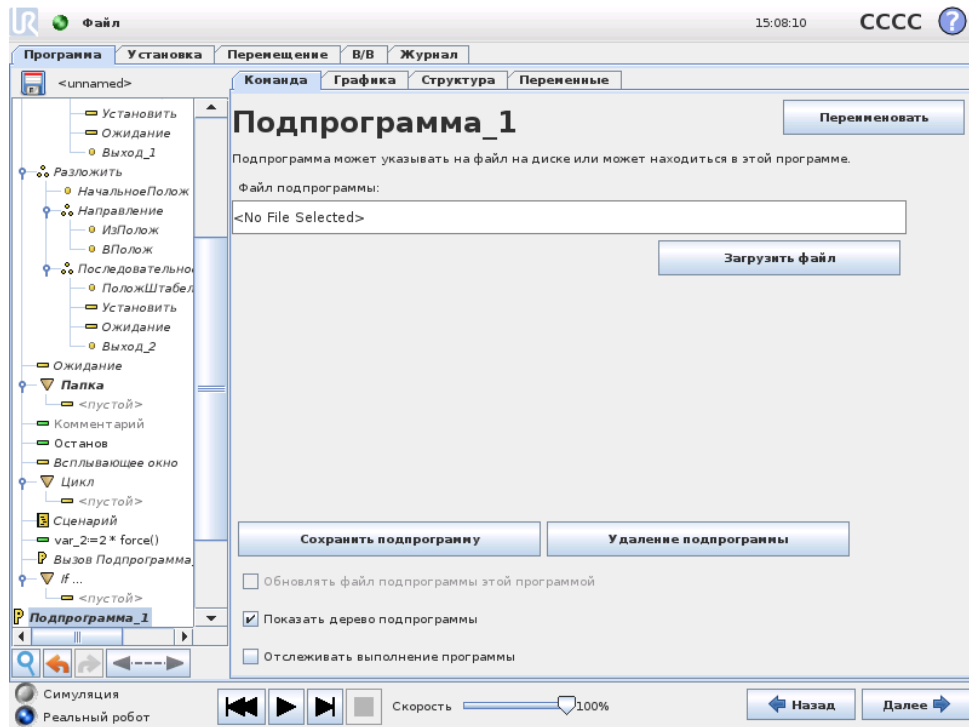 UR Файл 15:08:10 CCCC ?
Программа Установка Перемещение В/В Журнал
<unnamed>
Команда Графика Структура Переменные
Установить
Ожидание
Выход_1
Разложить
НачальноеПолож
Направление
ИзПолож
ВПолож
Последовательно
ПоложШтабел
Установить
Ожидание
Выход_2
Ожидание
Папка
<пустой>
Комментарий
Останов
Всплывающее окно
Цикл
<пустой>
Сценарий
var_2:=2 * force()
Вызов Подпрограмма_
If ...
<пустой>
Подпрограмма_1
Подпрограмма_1
Переименовать
Подпрограмма может указывать на файл на диске или может находиться в этой программе.
Файл подпрограммы:
<No File Selected>
Загрузить файл
Сохранить подпрограмму Удаление подпрограммы
Обновлять файл подпрограммы этой программой
Показать дерево подпрограммы
Отслеживать выполнение программы
Симуляция
Реальный робот
Скорость 100%
Назад Далее